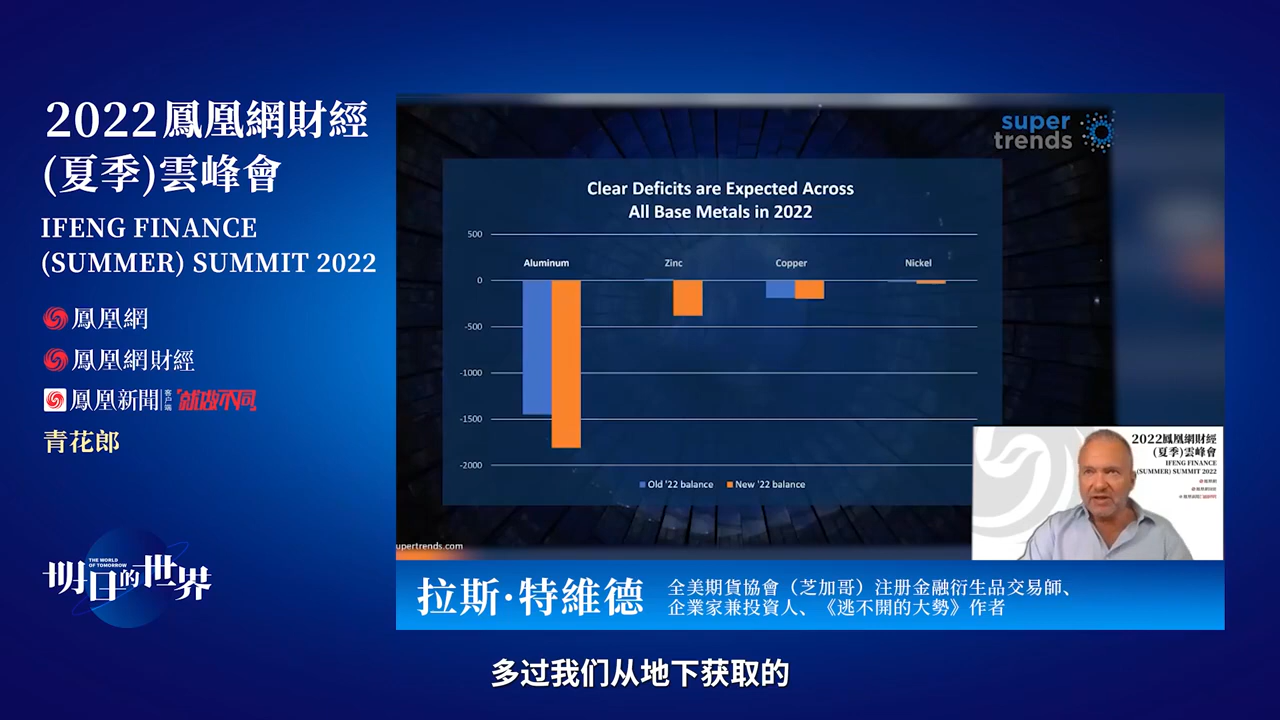 2022鳳凰網財經
(夏季)雲峰會
IFENG FINANCE
(SUMMER) SUMMIT 2022
鳳凰網
鳳凰網財經
鳳凰新聞 客户端 就做不同
青花郎
THE WORLD
OF TOMORROW
明日的世界
super
trends
Clear Deficits are Expected Across
All Base Metals in 2022
500
Aluminum Zinc Copper Nickel
0
-500
-1000
-1500
-2000
Old '22 balance New '22 balance
upertrends.com
2022鳳凰網財經
(夏季)雲峰會
IFENG FINANCE
(SUMMER) SUMMIT 2022
拉斯·特維德
全美期貨協會（芝加哥）注册金融衍生品交易師、
企業家兼投資人、《逃不開的大勢》作者
多过我们从地下获取的